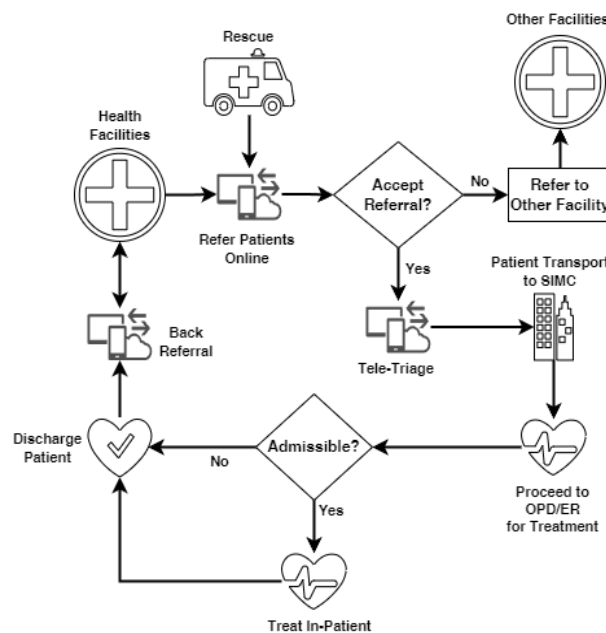 Other Facilities
Rescue
Health
Facilities
Accept
Referral?
No
Refer to
Other Facility
Refer Patients
Online
Yes
Patient Transport
to SIMC
Back
Referral
Tele-Triage
Discharge
Patient
No
Admissible?
Yes
Proceed to
OPD/ER
for Treatment
Treat In-Patient